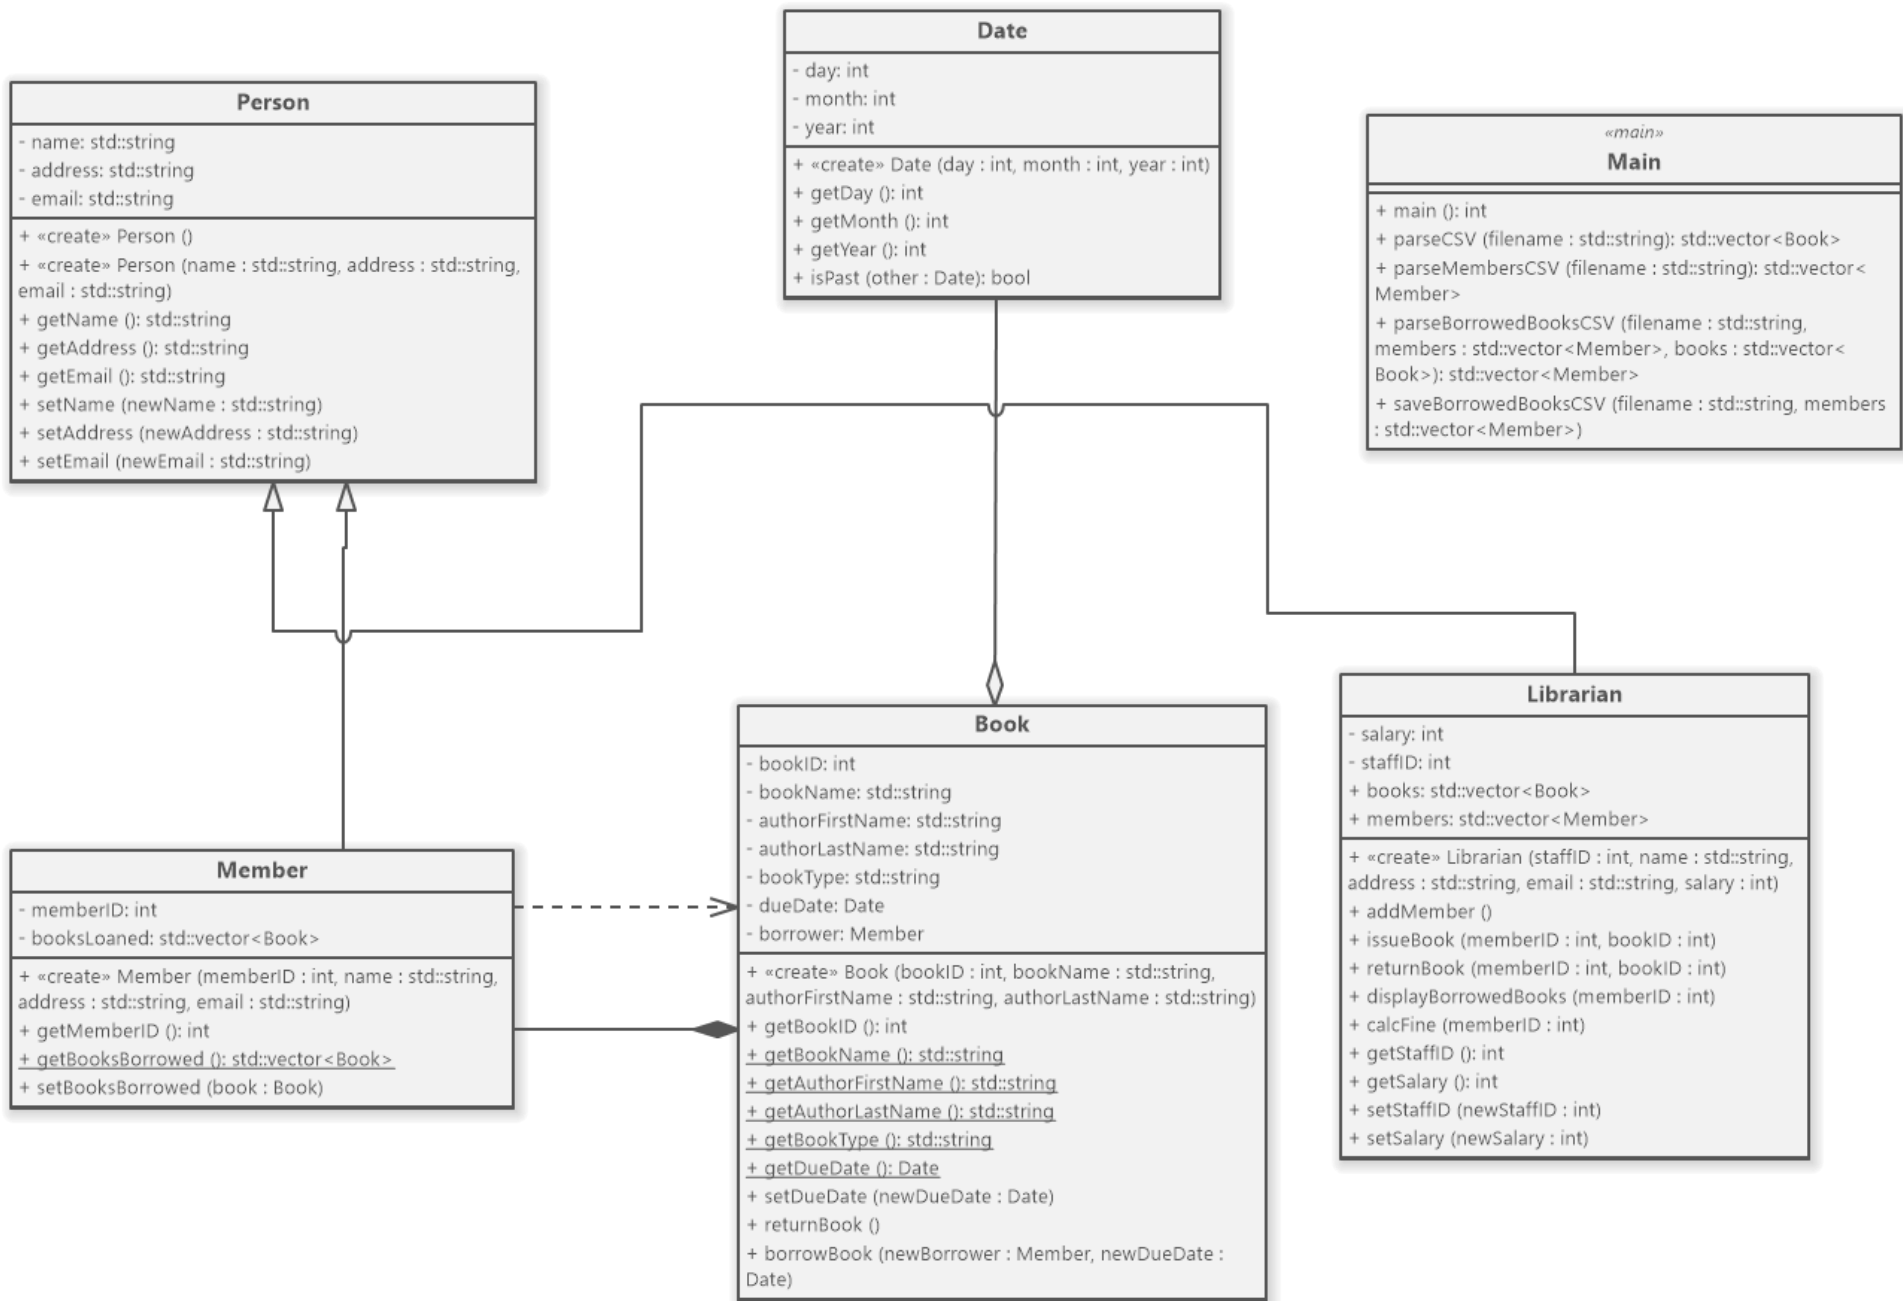 Date
- day: int
- month: int
- year: int
+ «create» Date (day : int, month : int, year : int)
+ getDay (): int
+ getMonth (): int
+ getYear (): int
+ isPast (other : Date): bool
Person
- name: std::string
- address: std::string
- email: std::string
+ «create» Person ()
+ «create» Person (name : std::string, address : std::string,
email : std::string)
+ getName (): std::string
+ getAddress (): std::string
+ getEmail (): std::string
+ setName (newName : std::string)
+ setAddress (newAddress : std::string)
+ setEmail (newEmail : std::string)
«main»
Main
+ main (): int
+ parseCSV (filename : std::string): std::vector<Book>
+ parseMembersCSV (filename : std::string): std::vector<
Member>
+ parseBorrowedBooksCSV (filename : std::string,
members : std::vector<Member>, books : std::vector<
Book>): std::vector<Member>
+ saveBorrowedBooksCSV (filename : std::string, members
: std::vector<Member>)
Member
- memberID: int
- booksLoaned: std::vector<Book>
+ «create» Member (memberID : int, name : std::string,
address : std::string, email : std::string)
+ getMemberID (): int
+ getBooksBorrowed (): std::vector<Book>
+ setBooksBorrowed (book : Book)
Book
- bookID: int
- bookName: std::string
- authorFirstName: std::string
- authorLastName: std::string
- bookType: std::string
- dueDate: Date
- borrower: Member
+ «create» Book (bookID : int, bookName : std::string,
authorFirstName : std::string, authorLastName : std::string)
+ getBookID (): int
+ getBookName (): std::string
+ getAuthorFirstName (): std::string
+ getAuthorLastName (): std::string
+ getBookType (): std::string
+ getDueDate (): Date
+ setDueDate (newDueDate : Date)
+ returnBook ()
+ borrowBook (newBorrower : Member, newDueDate :
Date)
Librarian
- salary: int
- staffID: int
+ books: std::vector<Book>
+ members: std::vector<Member>
+ «create» Librarian (staffID : int, name : std::string,
address : std::string, email : std::string, salary : int)
+ addMember ()
+ issueBook (memberID : int, bookID : int)
+ returnBook (memberID : int, bookID : int)
+ displayBorrowedBooks (memberID : int)
+ calcFine (memberID : int)
+ getStaffID (): int
+ getSalary (): int
+ setStaffID (newStaffID : int)
+ setSalary (newSalary : int)